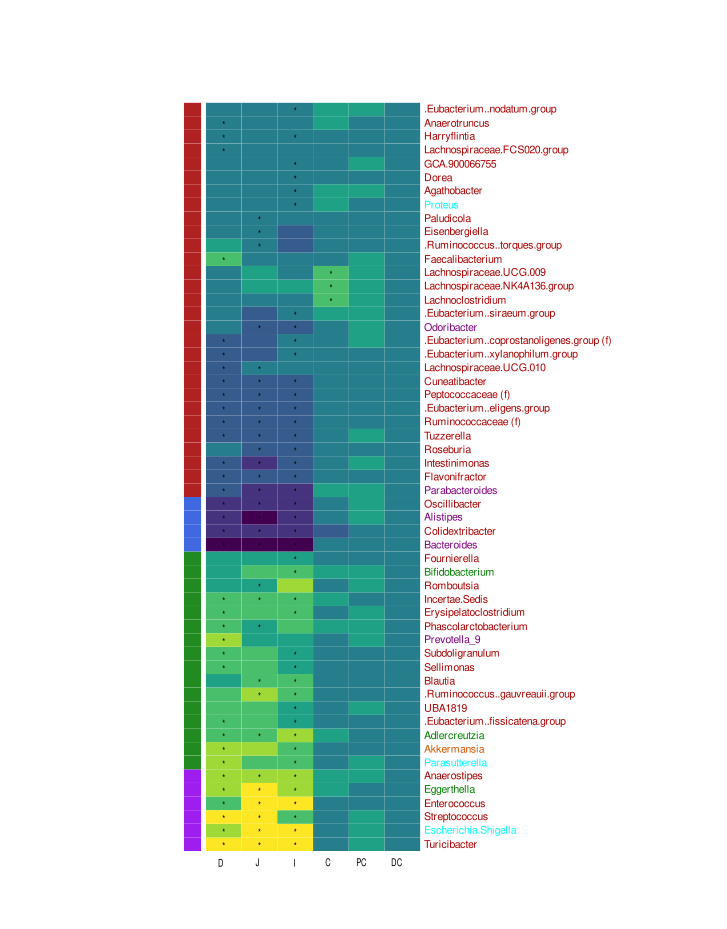 .Eubacterium..nodatum.group
Anaerotruncus
Harryflintia
Lachnospiraceae.FCS020.group
GCA.900066755
Dorea
Agathobacter
Proteus
Paludicola
Eisenbergiella
.Ruminococcus..torques.group
Faecalibacterium
Lachnospiraceae.UCG.009
Lachnospiraceae.NK4A136.group
Lachnoclostridium
.Eubacterium..siraeum.group
Odoribacter
.Eubacterium..coprostanoligenes.group (f)
.Eubacterium..xylanophilum.group
Lachnospiraceae.UCG.010
Cuneatibacter
Peptococcaceae (f)
.Eubacterium..eligens.group
Ruminococcaceae (f)
Tuzzerella
Roseburia
Intestinimonas
Flavonifractor
Parabacteroides
Oscillibacter
Alistipes
Colidextribacter
Bacteroides
Fournierella
Bifidobacterium
Romboutsia
Incertae.Sedis
Erysipelatoclostridium
Phascolarctobacterium
Prevotella_9
Subdoligranulum
Sellimonas
Blautia
.Ruminococcus..gauvreauii.group
UBA1819
.Eubacterium..fissicatena.group
Adlercreutzia
Akkermansia
Parasutterella
Anaerostipes
Eggerthella
Enterococcus
Streptococcus
Escherichia.Shigella
Turicibacter
D J I C PC DC